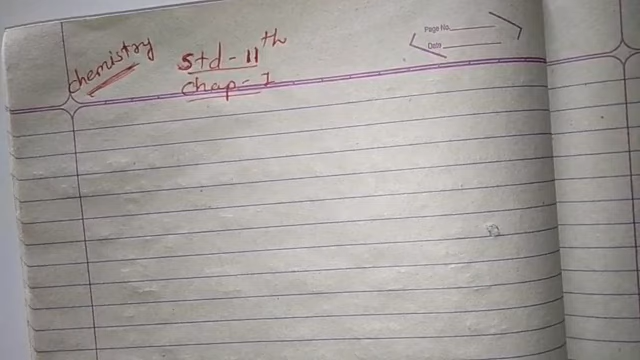 chemistry
Std - 11th
chap - 1
Page No.
Date